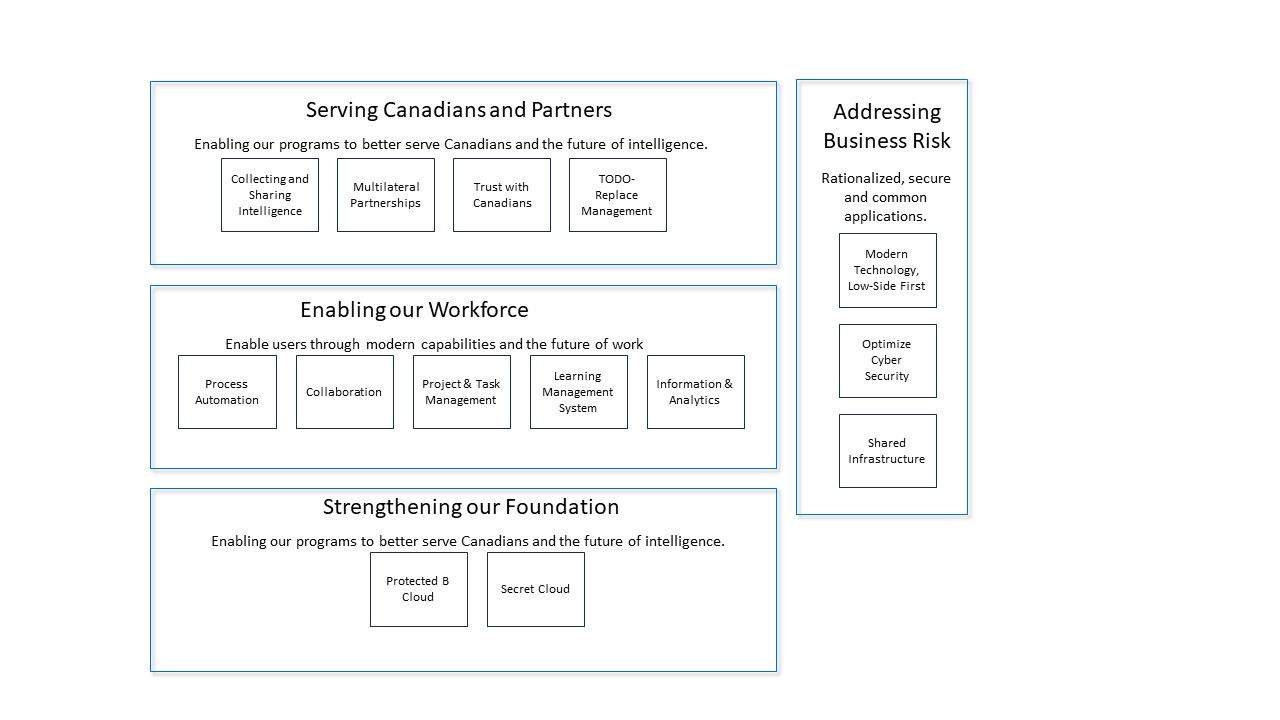 Serving Canadians and Partners
Enabling our programs to better serve Canadians and the future of intelligence.
Collecting and
Sharing
Intelligence
Multilateral
Partnerships
Trust with
Canadians
TODO-
Replace
Management
Enabling our Workforce
Enable users through modern capabilities and the future of work
Process
Automation
Collaboration
Project & Task
Management
Learning
Management
System
Information &
Analytics
Strengthening our Foundation
Enabling our programs to better serve Canadians and the future of intelligence.
Protected B
Cloud
Secret Cloud
Addressing
Business Risk
Rationalized, secure
and common
applications.
Modern
Technology,
Low-Side First
Optimize
Cyber
Security
Shared
Infrastructure